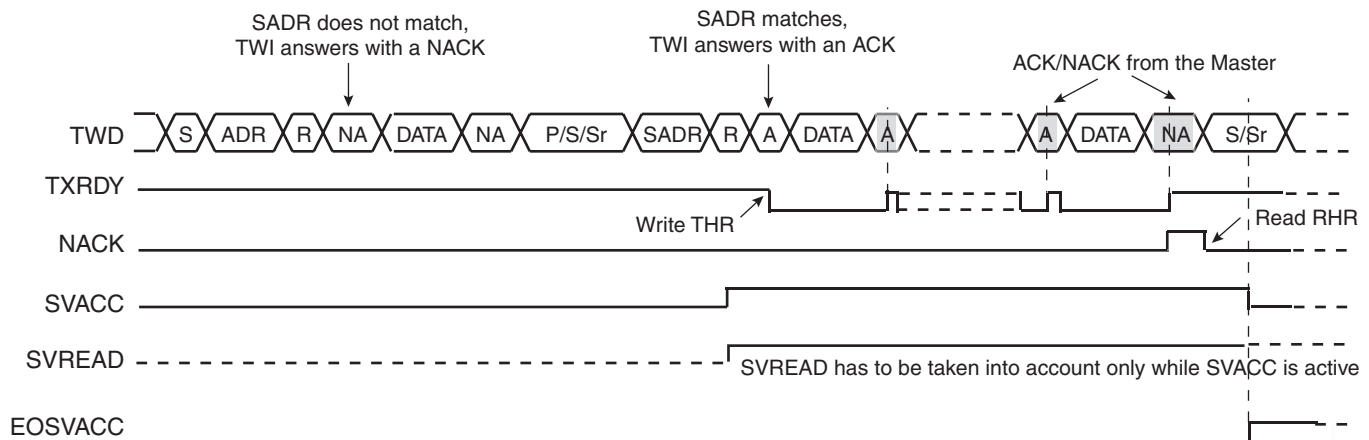 SADR does not match,
TWI answers with a NACK
SADR matches,
TWI answers with an ACK
ACK/NACK from the Master
TWD S ADR R NA DATA NA P/S/Sr SADR R A DATA A A DATA NA S/Sr
TXRDY
Write THR
Read RHR
NACK
SVACC
SVREAD
SVREAD has to be taken into account only while SVACC is active
EOSVACC